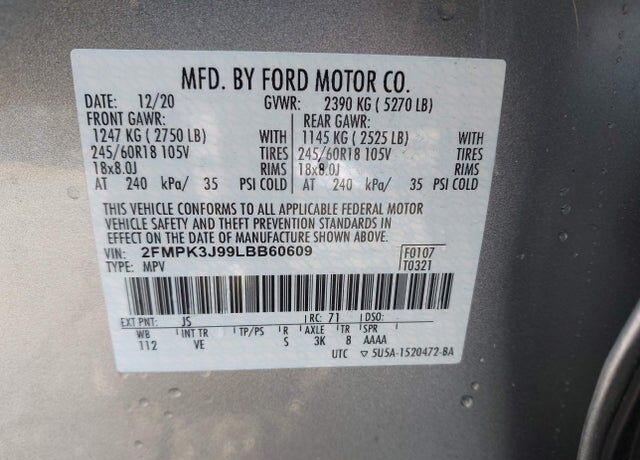 MFD. BY FORD MOTOR CO.
DATE: 12/20 GVWR: 2390 KG ( 5270 LB)
FRONT GAWR: REAR GAWR:
1247 KG ( 2750 LB) WITH 1145 KG ( 2525 LB) WITH
245/60R18 105V TIRES 245/60R18 105V TIRES
18x8.0J RIMS 18x8.0J RIMS
AT 240 kPa/ 35 PSI COLD AT 240 kPa/ 35 PSI COLD
THIS VEHICLE CONFORMS TO ALL APPLICABLE FEDERAL MOTOR
VEHICLE SAFETY AND THEFT PREVENTION STANDARDS IN
EFFECT ON THE DATE OF MANUFACTURE SHOWN ABOVE.
VIN: 2FMPK3J99LBB60609 F0107
TYPE: MPV T0321
EXT PNT: JS RC: 71 DSO:
WB INT TR TP/PS R AXLE TR SPR
112 VE S 3K 8 AAAA
UTC ▽ 5U5A-1520472-BA